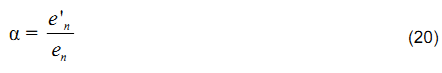 α = e'ₙ / eₙ (20)